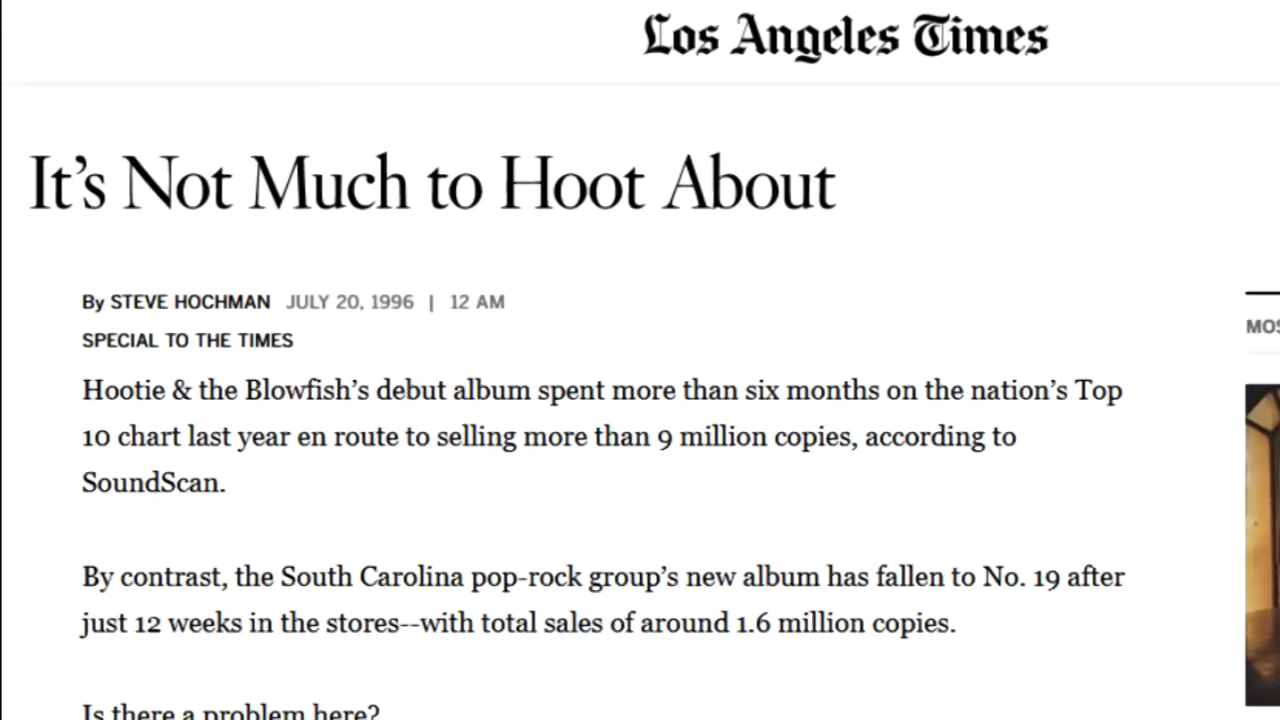 Los Angeles Times
It’s Not Much to Hoot About
By STEVE HOCHMAN JULY 20, 1996 | 12 AM
SPECIAL TO THE TIMES
Hootie & the Blowfish’s debut album spent more than six months on the nation’s Top
10 chart last year en route to selling more than 9 million copies, according to
SoundScan.
By contrast, the South Carolina pop-rock group’s new album has fallen to No. 19 after
just 12 weeks in the stores--with total sales of around 1.6 million copies.
Is there a problem here?